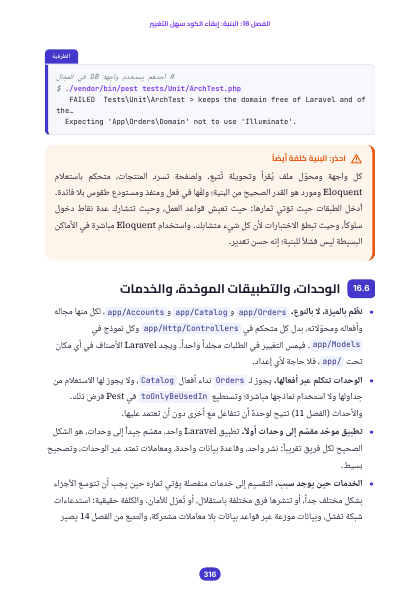 الفصل 16: البنية: إبقاء الكود سهل التغيير
الطرفية
# أحدهم يستخدم واجهة DB في المجال
$ ./vendor/bin/pest tests/Unit/ArchTest.php
FAILED Tests\Unit\ArchTest > keeps the domain free of Laravel and of
the…
Expecting 'App\Orders\Domain' not to use 'Illuminate'.
احذر: البنية كلفة أيضاً
كل واجهة ومحوّل ملف يُقرأ وتحويلة تُتبع. ولصفحة تسرد المنتجات، متحكم باستعلام
Eloquent ومورد هو القدر الصحيح من البنية؛ ولفّها في فعل ومنفذ ومستودع طقوس بلا فائدة.
أدخل الطبقات حيث تؤتي ثمارها: حيث تعيش قواعد العمل، وحيث تتشارك عدة نقاط دخول
سلوكاً، وحيث تبطؤ الاختبارات لأن كل شيء متشابك. واستخدام Eloquent مباشرة في الأماكن
البسيطة ليس فشلاً للبنية؛ إنه حسن تقدير.
16.6 الوحدات، والتطبيقات الموحّدة، والخدمات
• نظّم بالميزة، لا بالنوع. app/Orders و app/Catalog و app/Accounts، لكل منها مجاله
وأفعاله ومحوّلاته، بدل كل متحكم في app/Http/Controllers وكل نموذج في
app/Models. فيمس التغيير في الطلبات مجلداً واحداً. ويجد Laravel الأصناف في أي مكان
تحت app/، فلا حاجة لأي إعداد.
• الوحدات تتكلم عبر أفعالها. يجوز لـ Orders نداء أفعال Catalog، ولا يجوز لها الاستعلام من
جداولها ولا استخدام نماذجها مباشرة؛ وتستطيع toOnlyBeUsedIn في Pest فرض ذلك.
والأحداث (الفصل 11) تتيح لوحدة أن تتفاعل مع أخرى دون أن تعتمد عليها.
• تطبيق موحّد مقسّم إلى وحدات أولاً. تطبيق Laravel واحد، مقسّم جيداً إلى وحدات، هو الشكل
الصحيح لكل فريق تقريباً: نشر واحد، وقاعدة بيانات واحدة، ومعاملات تمتد عبر الوحدات، وتصحيح
بسيط.
• الخدمات حين يوجد سبب. التقسيم إلى خدمات منفصلة يؤتي ثماره حين يجب أن تتوسع الأجزاء
بشكل مختلف جداً، أو تنشرها فرق مختلفة باستقلال، أو تُعزل للأمان. والكلفة حقيقية: استدعاءات
شبكة تفشل، وبيانات موزعة عبر قواعد بيانات بلا معاملات مشتركة، والتتبع من الفصل 14 يصير
316